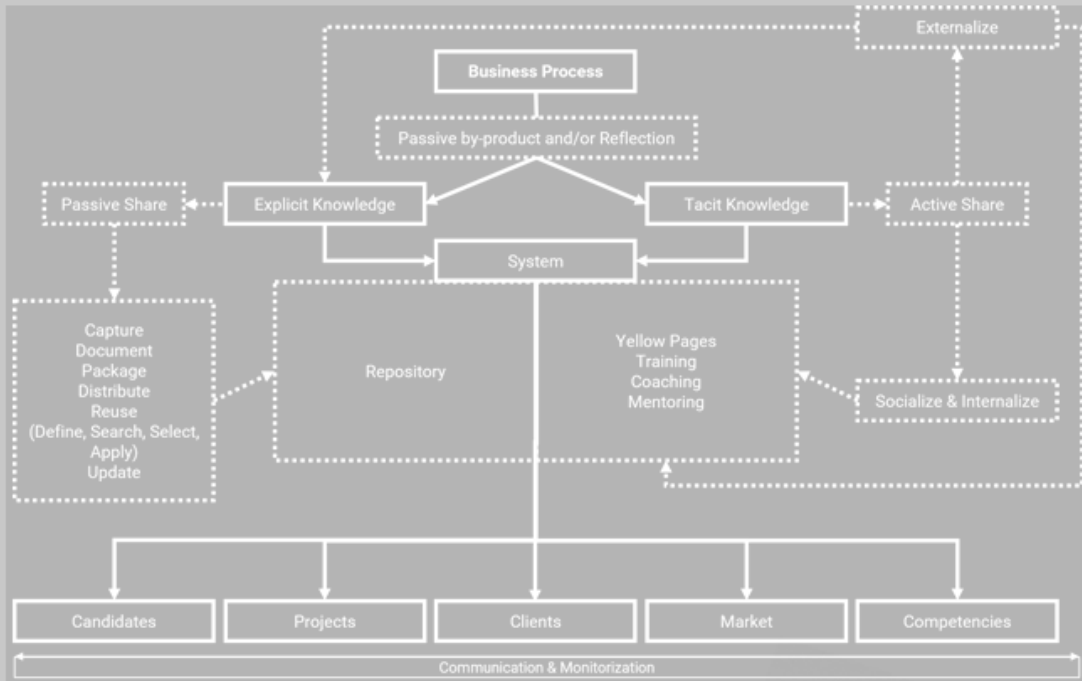 Externalize
Business Process
Passive by-product and/or Reflection
Passive Share
Explicit Knowledge
Tacit Knowledge
Active Share
System
Capture
Document
Package
Distribute
Reuse
(Define, Search, Select,
Apply)
Update
Repository
Yellow Pages
Training
Coaching
Mentoring
Socialize & Internalize
Candidates
Projects
Clients
Market
Competencies
Communication & Monitorization